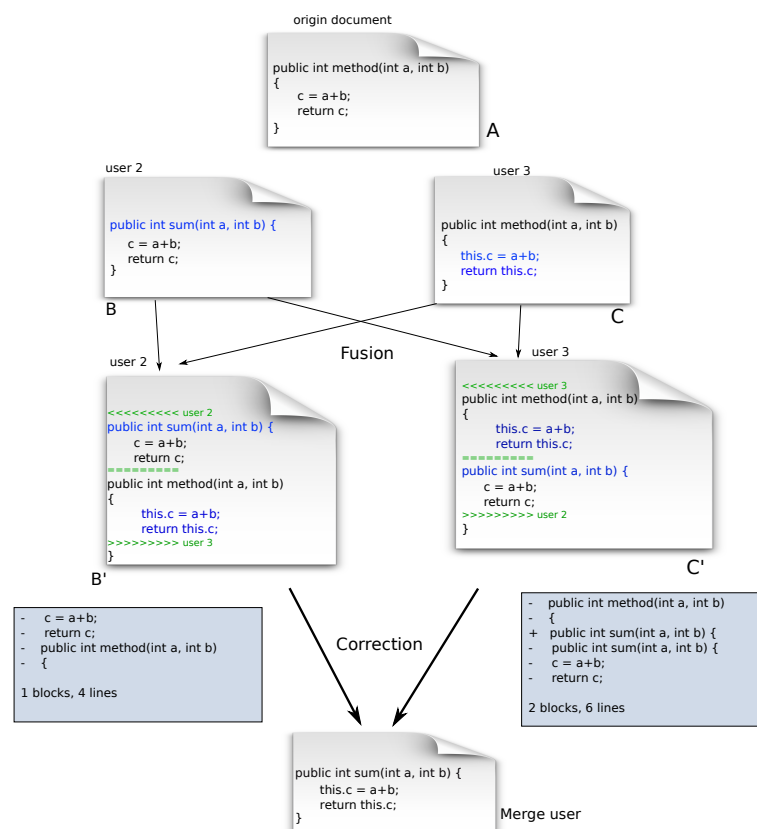 origin document
public int method(int a, int b)
{
c = a+b;
return c;
}
A
user 2
public int sum(int a, int b) {
c = a+b;
return c;
}
B
user 3
public int method(int a, int b)
{
this.c = a+b;
return this.c;
}
C
Fusion
user 2
<<<<<<<<< user 2
public int sum(int a, int b) {
c = a+b;
return c;
=========
public int method(int a, int b)
{
this.c = a+b;
return this.c;
>>>>>>>>> user 3
}
B'
user 3
<<<<<<<<< user 3
public int method(int a, int b)
{
this.c = a+b;
return this.c;
=========
public int sum(int a, int b) {
c = a+b;
return c;
>>>>>>>>> user 2
}
C'
- c = a+b;
- return c;
- public int method(int a, int b)
- {
1 blocks, 4 lines
Correction
- public int method(int a, int b)
- {
+ public int sum(int a, int b) {
- public int sum(int a, int b) {
- c = a+b;
- return c;
2 blocks, 6 lines
public int sum(int a, int b) {
this.c = a+b;
return this.c;
}
Merge user